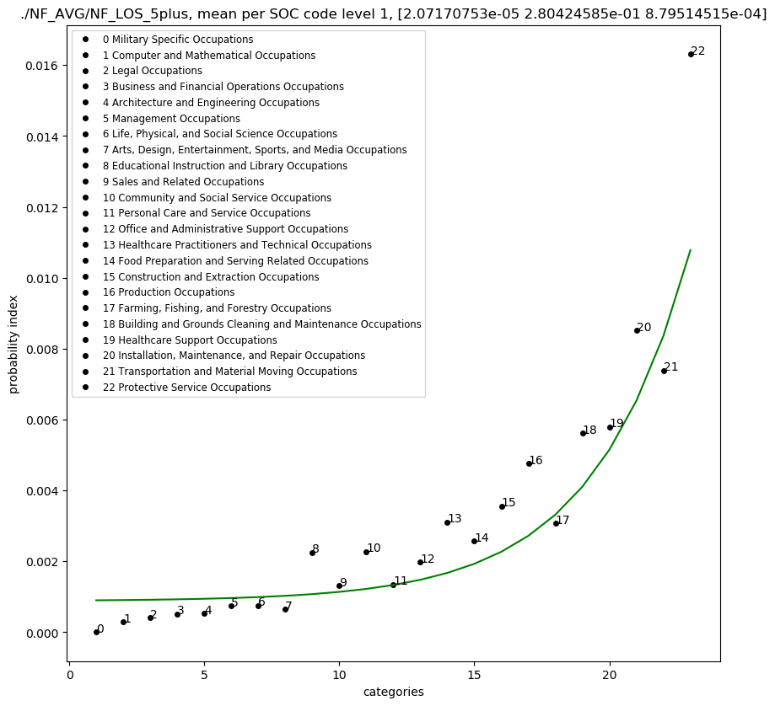 ./NF_AVG/NF_LOS_5plus, mean per SOC code level 1, [2.07170753e-05 2.80424585e-01 8.79514515e-04]
0 Military Specific Occupations
1 Computer and Mathematical Occupations
2 Legal Occupations
3 Business and Financial Operations Occupations
4 Architecture and Engineering Occupations
5 Management Occupations
6 Life, Physical, and Social Science Occupations
7 Arts, Design, Entertainment, Sports, and Media Occupations
8 Educational Instruction and Library Occupations
9 Sales and Related Occupations
10 Community and Social Service Occupations
11 Personal Care and Service Occupations
12 Office and Administrative Support Occupations
13 Healthcare Practitioners and Technical Occupations
14 Food Preparation and Serving Related Occupations
15 Construction and Extraction Occupations
16 Production Occupations
17 Farming, Fishing, and Forestry Occupations
18 Building and Grounds Cleaning and Maintenance Occupations
19 Healthcare Support Occupations
20 Installation, Maintenance, and Repair Occupations
21 Transportation and Material Moving Occupations
22 Protective Service Occupations
probability index
0.016
0.014
0.012
0.010
0.008
0.006
0.004
0.002
0.000
0
1
2
3
4
5
6
7
8
9
10
11
12
13
14
15
16
17
18
19
20
21
22
0
5
10
15
20
categories